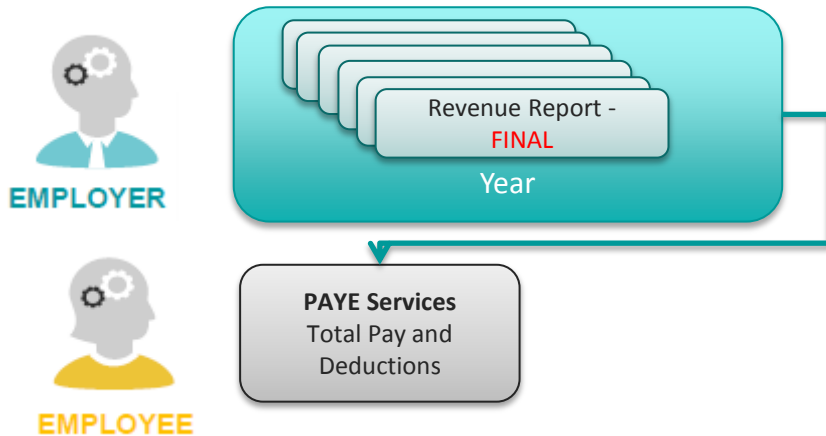 Revenue Report -
FINAL
Year
EMPLOYER
PAYE Services
Total Pay and
Deductions
EMPLOYEE